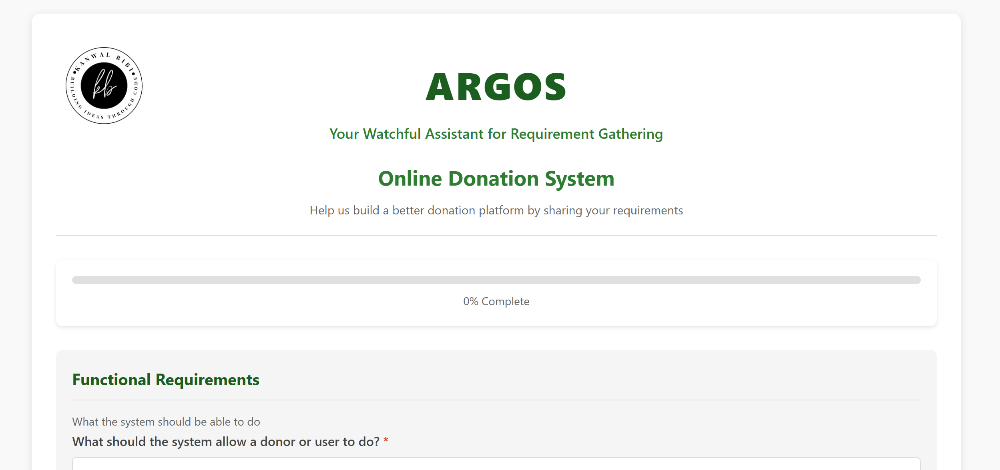 KANWAL BIBI
BUILDING IDEAS THROUGH CODE
kb
ARGOS
Your Watchful Assistant for Requirement Gathering
Online Donation System
Help us build a better donation platform by sharing your requirements
0% Complete
Functional Requirements
What the system should be able to do
What should the system allow a donor or user to do? *